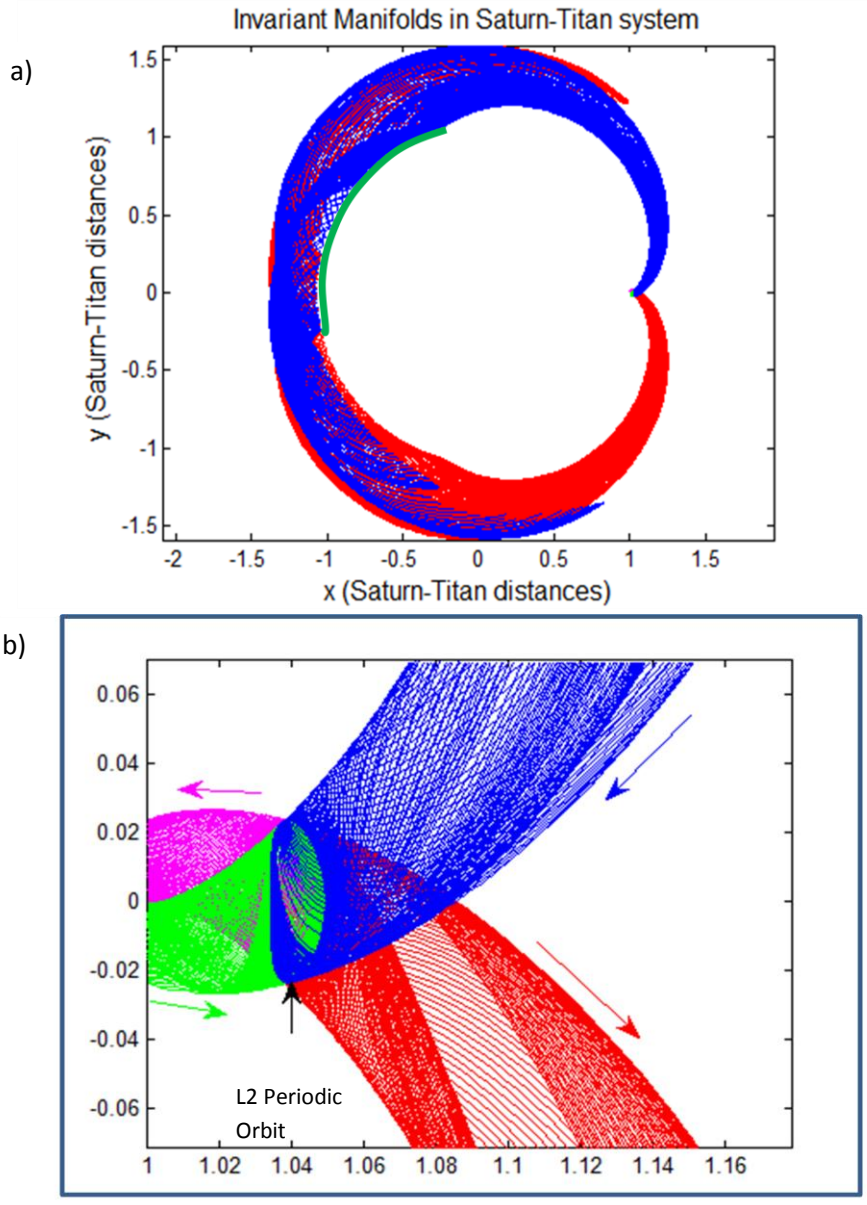 Invariant Manifolds in Saturn-Titan system
a)
1.5
1
0.5
0
-0.5
-1
-1.5
y (Saturn-Titan distances)
-2 -1.5 -1 -0.5 0 0.5 1 1.5
x (Saturn-Titan distances)
b)
0.06
0.04
0.02
0
-0.02
-0.04
-0.06
L2 Periodic
Orbit
1 1.02 1.04 1.06 1.08 1.1 1.12 1.14 1.16